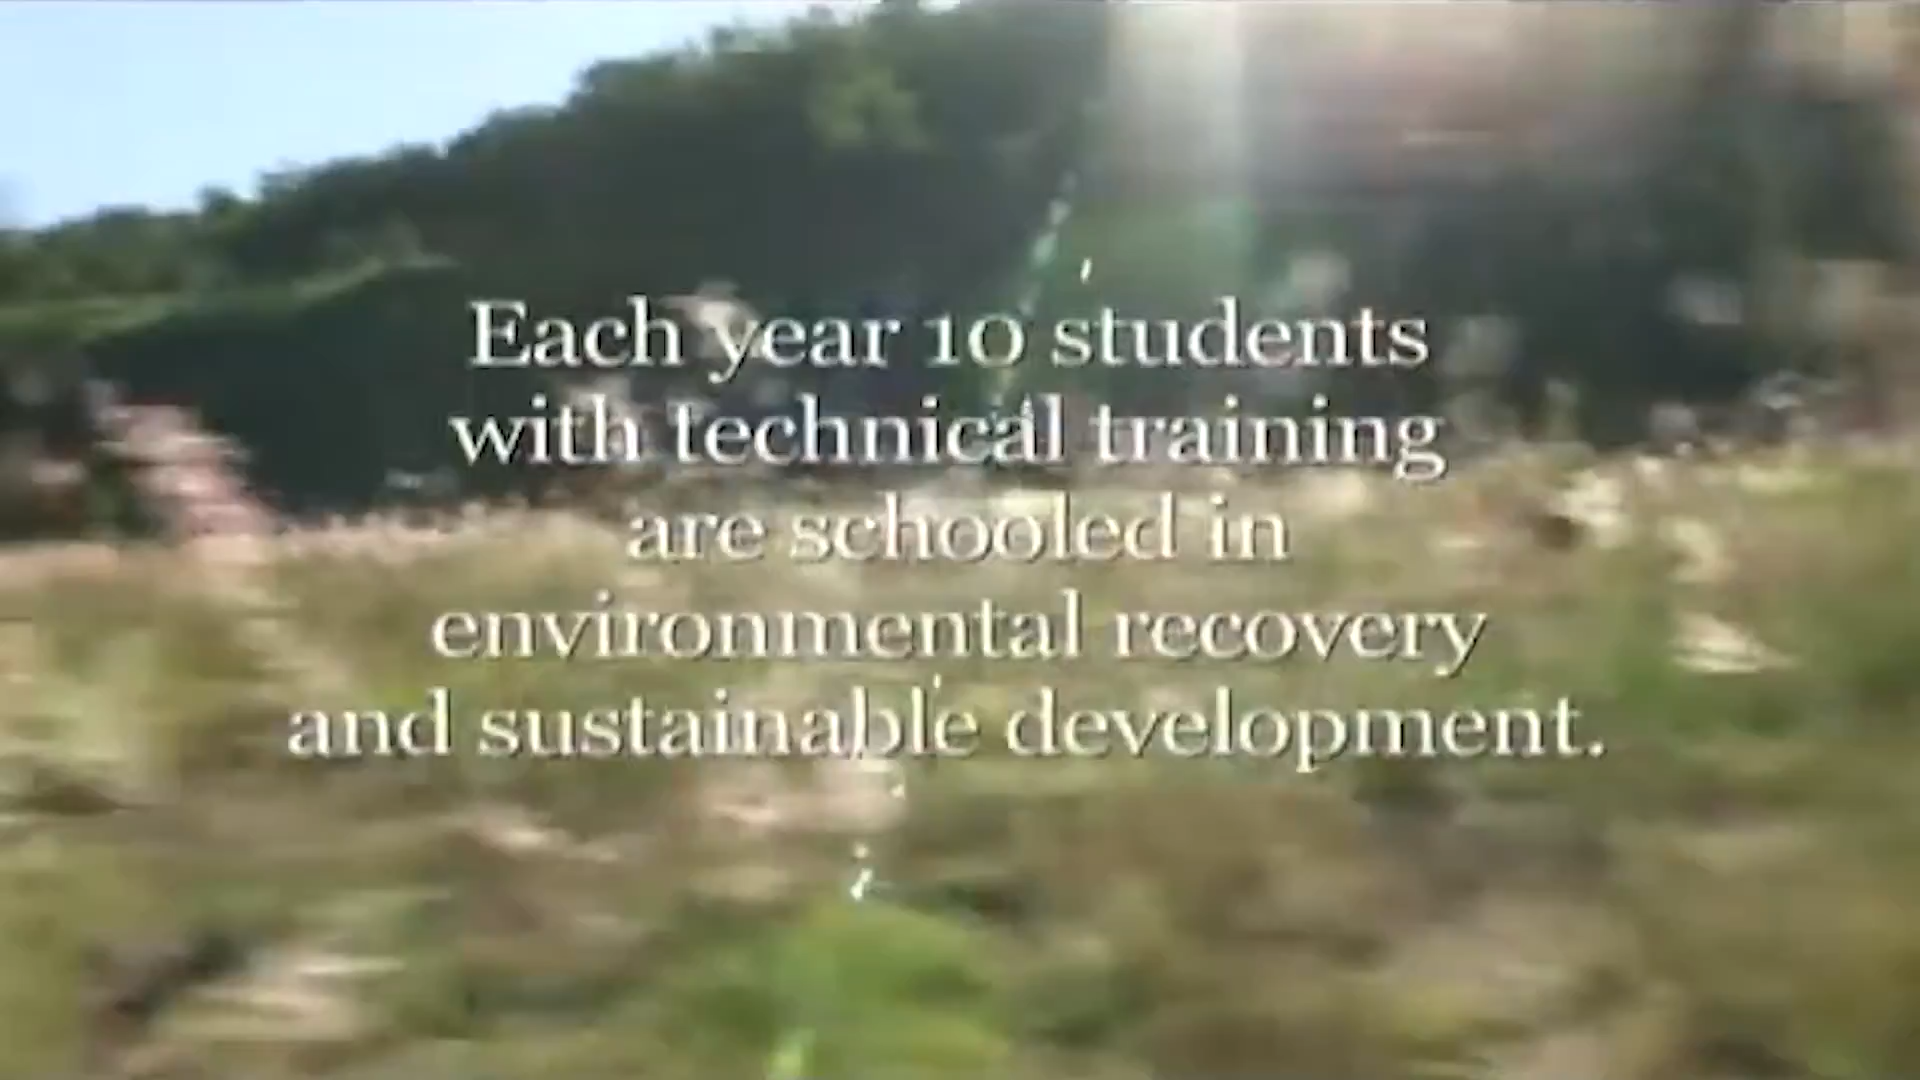 Each year 10 students
with technical training
are schooled in
environmental recovery
and sustainable development.